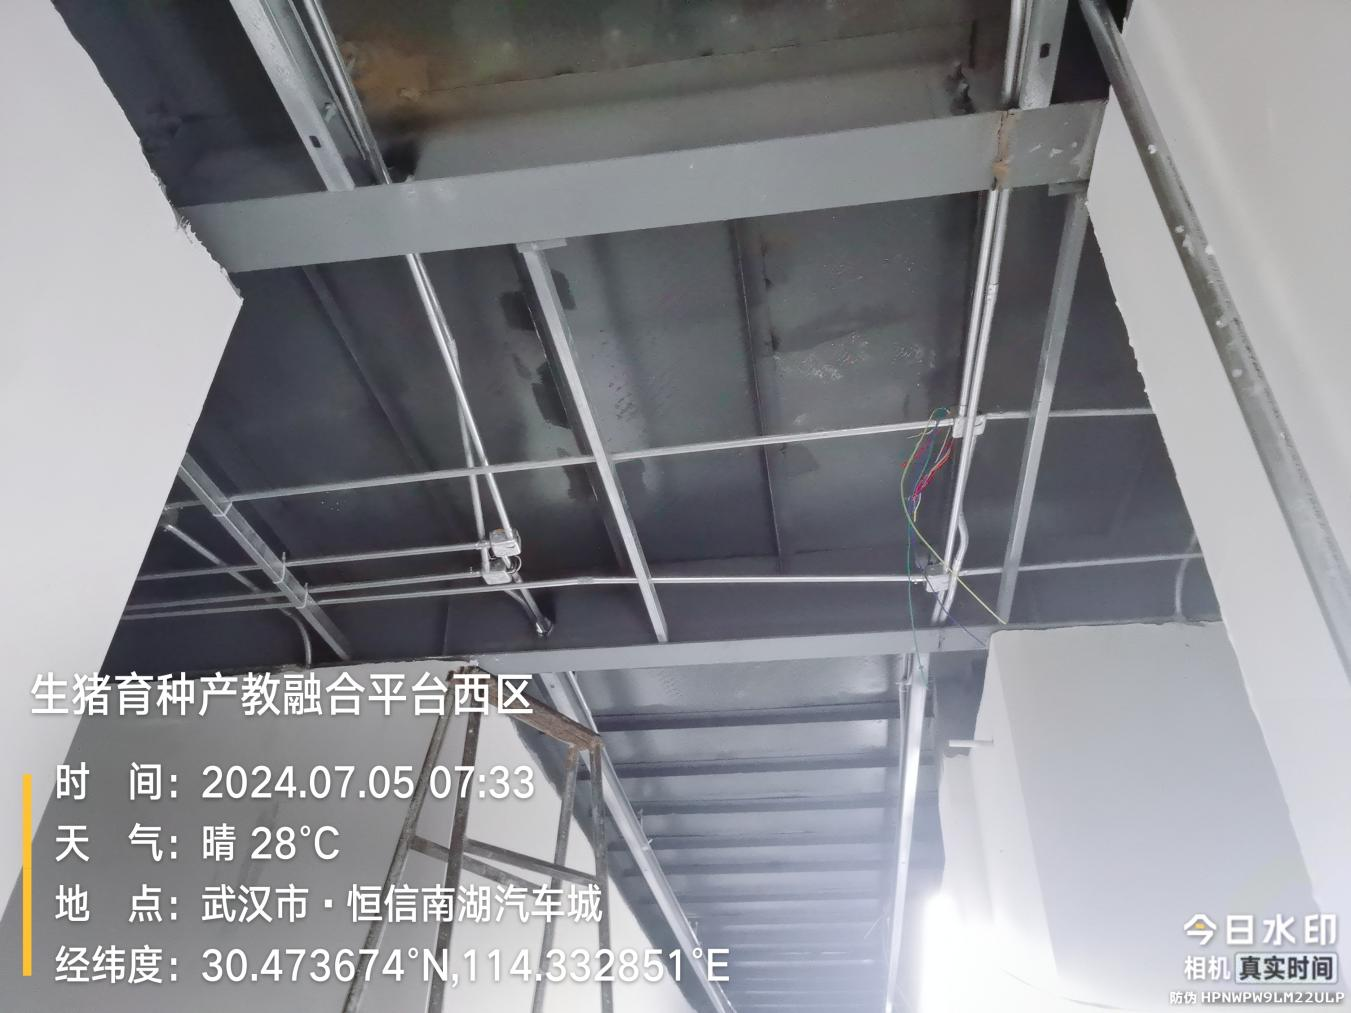 生猪育种产教融合平台西区
时 间：2024.07.05 07:33
天 气：晴 28°C
地 点：武汉市·恒信南湖汽车城
经纬度：30.473674°N,114.332851°E
今日水印
相机 真实时间
防伪 HPNWPW9LM22ULP